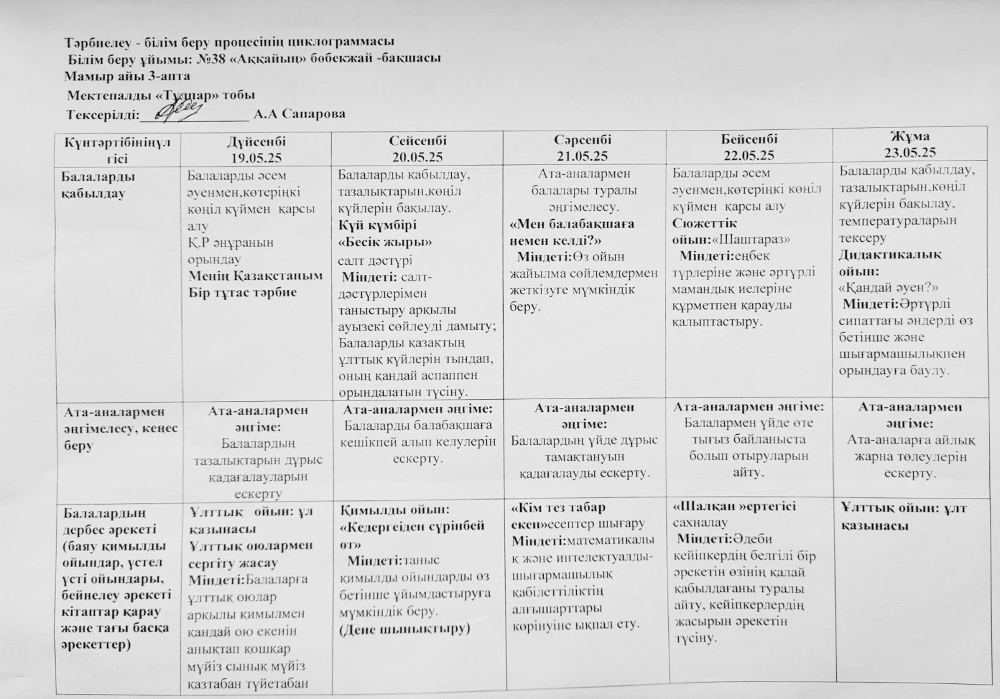 Тәрбиелеу - білім беру процесінің циклограммасы
Білім беру ұйымы: №38 «Аққайың» бөбекжай -бақшасы
Мамыр айы 3-апта
Мектепалды «Тұлпар» тобы
Тексерілді:_______________ А.А Сапарова
Күнтәртібініңүл
гісі
Дүйсенбі
19.05.25
Сейсенбі
20.05.25
Сәрсенбі
21.05.25
Бейсенбі
22.05.25
Жұма
23.05.25
Балаларды
қабылдау
Балаларды әсем
әуенмен,көтеріңкі
көңіл күймен қарсы
алу
Қ.Р әнұранын
орындау
Менің Қазақстаным
Бір тұтас тәрбие
Балаларды қабылдау,
тазалықтарын,көңіл
күйлерін бақылау.
Күй күмбірі
«Бесік жыры»
салт дәстүрі
Міндеті: салт-
дәстүрлерімен
таныстыру арқылы
ауызекі сөйлеуді дамыту;
Балаларды қазақтың
ұлттық күйлерін тындап,
оның қандай аспаппен
орындалатын түсіну.
Ата-аналармен
балалары туралы
әңгімелесу.
«Мен балабақшаға
немен келді?»
Міндеті:Өз ойын
жайылма сөйлемдермен
жеткізуге мүмкіндік
беру.
Балаларды әсем
әуенмен,көтеріңкі көңіл
күймен қарсы алу
Сюжеттік
ойын:«Шаштараз»
Міндеті:еңбек
түрлеріне және әртүрлі
мамандық иелеріне
құрметпен қарауды
қалыптастыру.
Балаларды қабылдау,
тазалықтарын,көңіл
күйлерін бақылау,
температураларын
тексеру
Дидактикалық
ойын:
«Қандай әуен?»
Міндеті:Әртүрлі
сипаттағы әндерді өз
бетінше және
шығармашылықпен
орындауға баулу.
Ата-аналармен
әңгімелесу, кеңес
беру
Ата-аналармен
әңгіме:
Балалардың
тазалықтарын дұрыс
қадағалауларын
ескерту
Ата-аналармен әңгіме:
Балаларды балабақшаға
кешікпей алып келулерін
ескерту.
Ата-аналармен
әңгіме:
Балалардың үйде дұрыс
тамақтануын
қадағалауды ескерту.
Ата-аналармен әңгіме:
Балалармен үйде өте
тығыз байланыста
болып отыруларын
айту.
Ата-аналармен
әңгіме:
Ата-аналарға айлық
жарна төлеулерін
ескерту.
Балалардың
дербес әрекеті
(баяу қимылды
ойындар, үстел
үсті ойындары,
бейнелеу әрекеті
кітаптар қарау
және тағы басқа
әрекеттер)
Ұлттық ойын: ұл
қазынасы
Ұлттық оюлармен
сергіту жасау
Міндеті:Балаларға
ұлттық оюлар
арқылы қимылмен
қандай ою екенін
анықтап қошқар
мүйіз сынық мүйіз
қазтабан түйетабан
Қимылды ойын:
«Кедергеіден сүрінбей
өт»
Міндеті:таныс
қимылды ойындарды өз
бетінше ұйымдастыруға
мүмкіндік беру.
(Дене шынықтыру)
«Кім тез табар
екен»есептер шығару
Міндеті:математикалы
қ және интелектуалды-
шығармашылық
қабілеттіліктің
алғышарттары
көрінуіне ықпал ету.
«Шалқан »ертегісі
сахналау
Міндеті:Әдеби
кейіпкердің белгілі бір
әрекетін өзінің қалай
қабылдағаны туралы
айту, кейіпкерлердің
жасырын әрекетін
түсіну.
Ұлттық ойын: ұлт
қазынасы